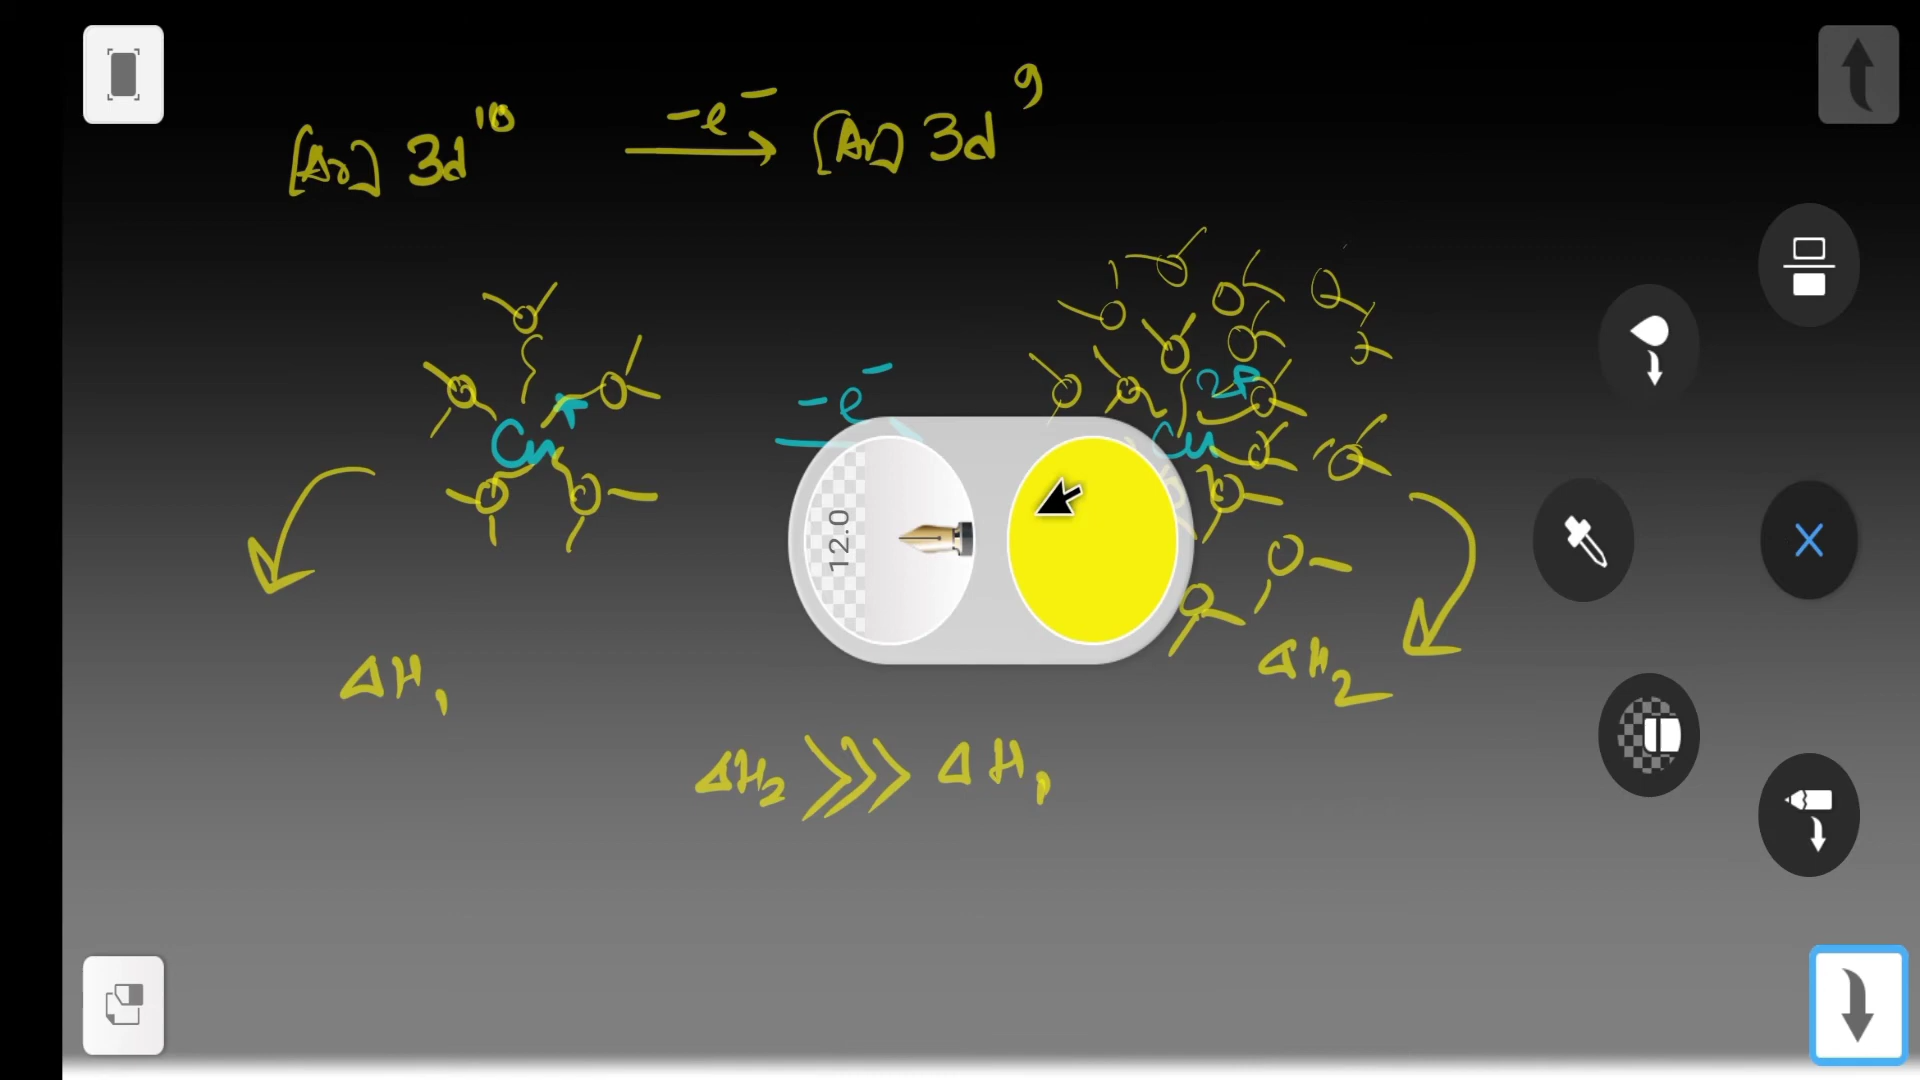 [Ar] 3d¹⁰ −e⁻ → [Ar] 3d⁹
Cu⁺ −e⁻ Cu²⁺
12.0
ΔH₁ ΔH₂
ΔH₂ >>> ΔH₁